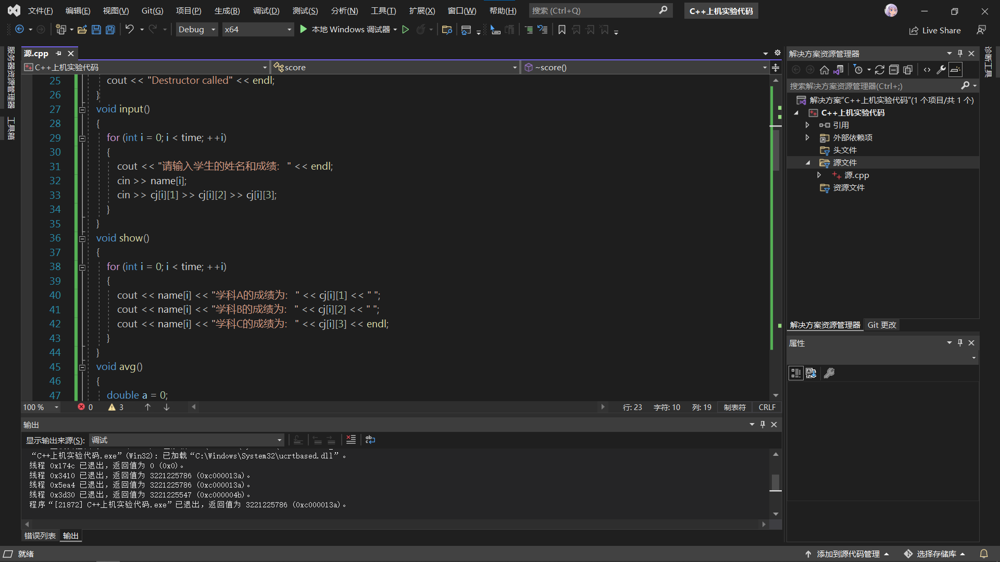 文件(F) 编辑(E) 视图(V) Git(G) 项目(P) 生成(B) 调试(D) 测试(S) 分析(N) 工具(T) 扩展(X) 窗口(W) 帮助(H) 搜索 (Ctrl+Q) C++上机实验代码
Debug x64 本地 Windows 调试器 Live Share
服务器资源管理器
工具箱
源.cpp
C++上机实验代码 score ~score()
25 cout << "Destructor called" << endl;
26 }
27 void input()
28 {
29 for (int i = 0; i < time; ++i)
30 {
31 cout << "请输入学生的姓名和成绩：" << endl;
32 cin >> name[i];
33 cin >> cj[i][1] >> cj[i][2] >> cj[i][3];
34 }
35 }
36 void show()
37 {
38 for (int i = 0; i < time; ++i)
39 {
40 cout << name[i] << "学科A的成绩为：" << cj[i][1] << " ";
41 cout << name[i] << "学科B的成绩为：" << cj[i][2] << " ";
42 cout << name[i] << "学科C的成绩为：" << cj[i][3] << endl;
43 }
44 }
45 void avg()
46 {
47 double a = 0;
100 % 0 3 行: 23 字符: 10 列: 19 制表符 CRLF
输出
显示输出来源(S): 调试
“C++上机实验代码.exe”(Win32): 已加载“C:\Windows\System32\ucrtbased.dll”。
线程 0x174c 已退出，返回值为 0 (0x0)。
线程 0x3410 已退出，返回值为 3221225786 (0xc000013a)。
线程 0x5ea4 已退出，返回值为 3221225786 (0xc000013a)。
线程 0x3d30 已退出，返回值为 3221225547 (0xc000004b)。
程序“[21872] C++上机实验代码.exe”已退出，返回值为 3221225786 (0xc000013a)。
错误列表 输出
解决方案资源管理器
搜索解决方案资源管理器(Ctrl+;)
解决方案“C++上机实验代码”(1 个项目/共 1 个)
C++上机实验代码
引用
外部依赖项
头文件
源文件
源.cpp
资源文件
解决方案资源管理器 Git 更改
属性
诊断工具
就绪 添加到源代码管理 选择存储库